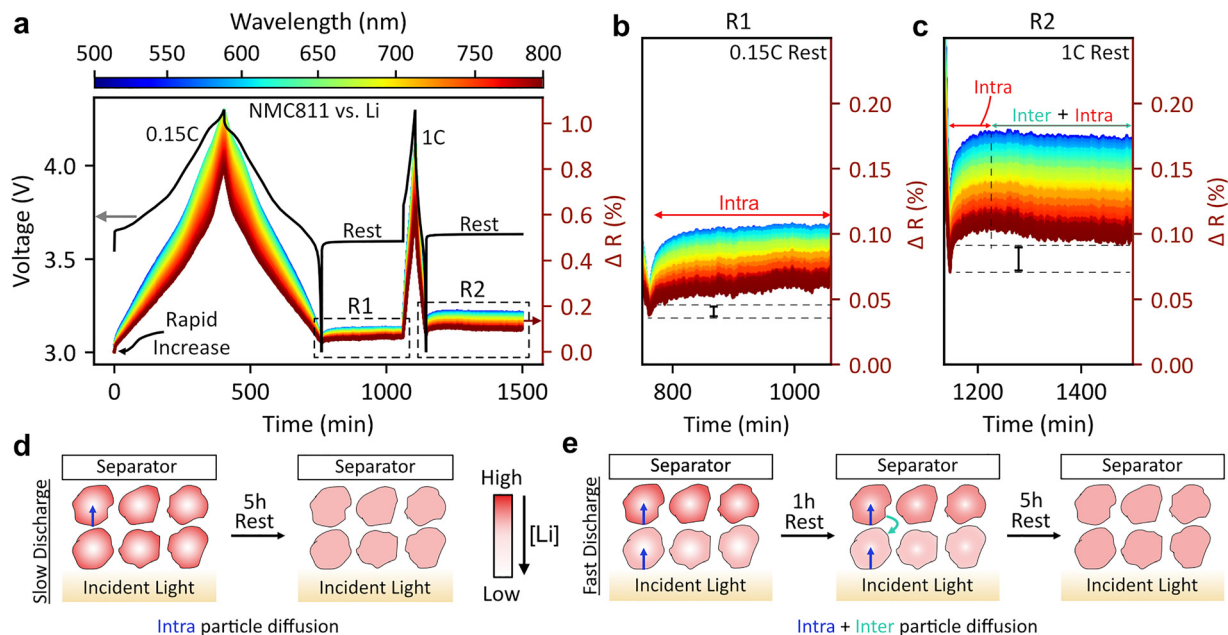 a
Wavelength (nm)
500 550 600 650 700 750 800
NMC811 vs. Li
0.15C
1C
Rest
Rest
R1
R2
Rapid
Increase
Voltage (V)
4.0
3.5
3.0
Δ R (%)
1.0
0.8
0.6
0.4
0.2
0.0
0 500 1000 1500
Time (min)
b
R1
0.15C Rest
Intra
Δ R (%)
0.20
0.15
0.10
0.05
0.00
800 1000
Time (min)
c
R2
1C Rest
Intra
Inter + Intra
Δ R (%)
0.20
0.15
0.10
0.05
0.00
1200 1400
Time (min)
d
Slow Discharge
Separator
Incident Light
5h
Rest
Separator
Incident Light
High
[Li]
Low
Intra particle diffusion
e
Fast Discharge
Separator
Incident Light
1h
Rest
Separator
Incident Light
5h
Rest
Separator
Incident Light
Intra + Inter particle diffusion